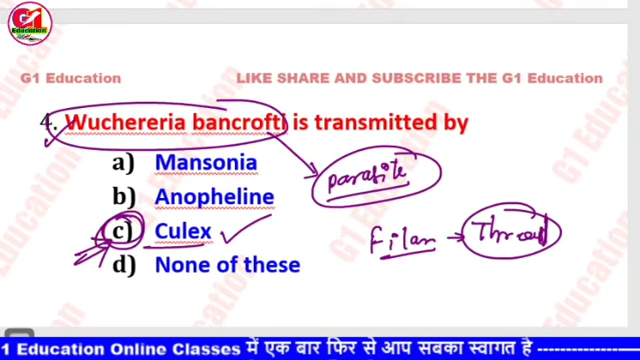 G1
Education
G1 Education
LIKE SHARE AND SUBSCRIBE THE G1 Education
4. Wuchereria bancrofti is transmitted by
a) Mansonia
parasite
b) Anopheline
c) Culex
Filar → Thread
d) None of these
1 Education Online Classes में एक बार फिर से आप सबका स्वागत है ---------------